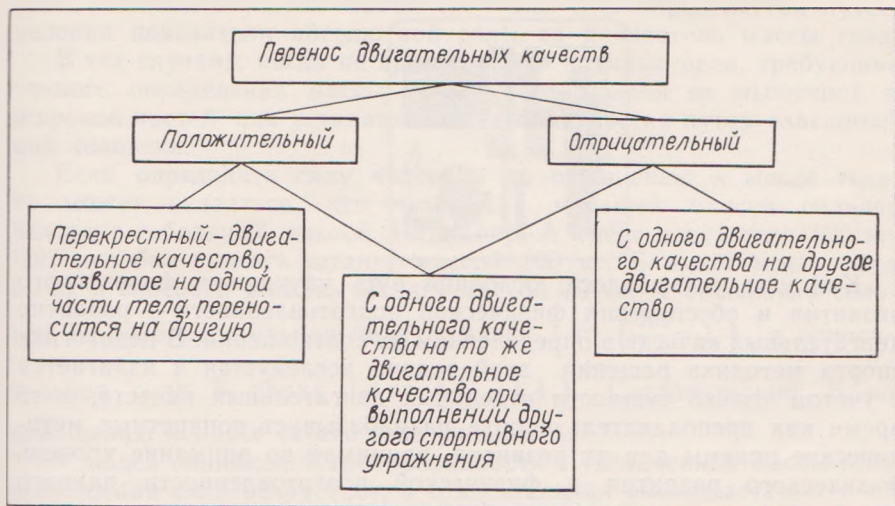 Перенос двигательных качеств
Положительный
Отрицательный
Перекрестный – двига-
тельное качество,
развитое на одной
части тела, перено-
сится на другую
С одного двига-
тельного каче-
ства на то же
двигательное
качество при
выполнении дру-
гого спортивного
упражнения
С одного двигательно-
го качества на другое
двигательное каче-
ство